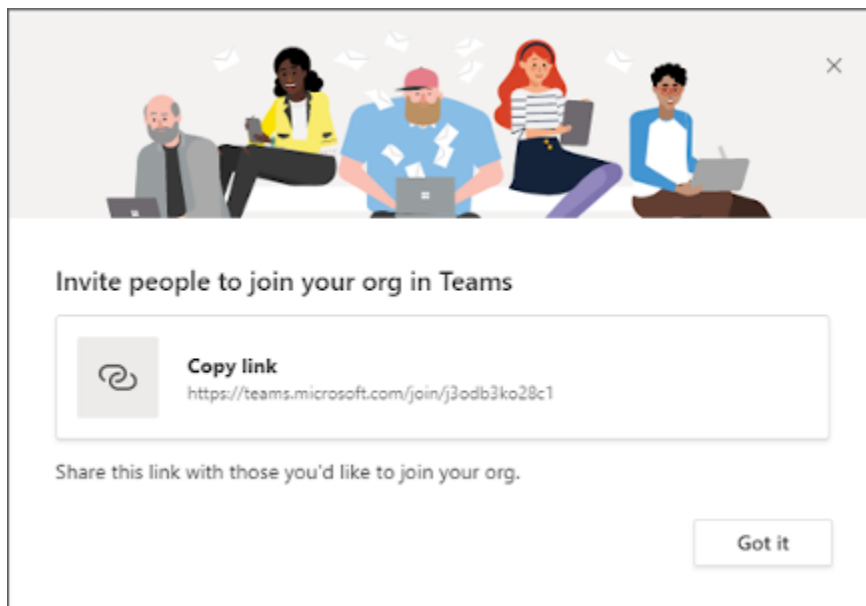 Invite people to join your org in Teams
Copy link
https://teams.microsoft.com/join/j3odb3ko28c1
Share this link with those you'd like to join your org.
Got it